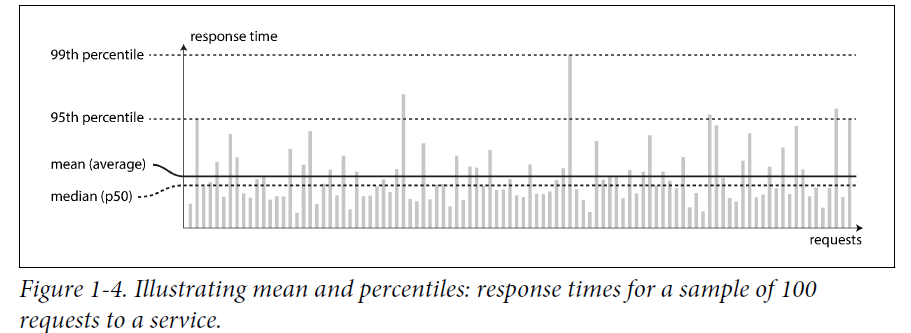 response time
99th percentile
95th percentile
mean (average)
median (p50)
requests
Figure 1-4. Illustrating mean and percentiles: response times for a sample of 100
requests to a service.